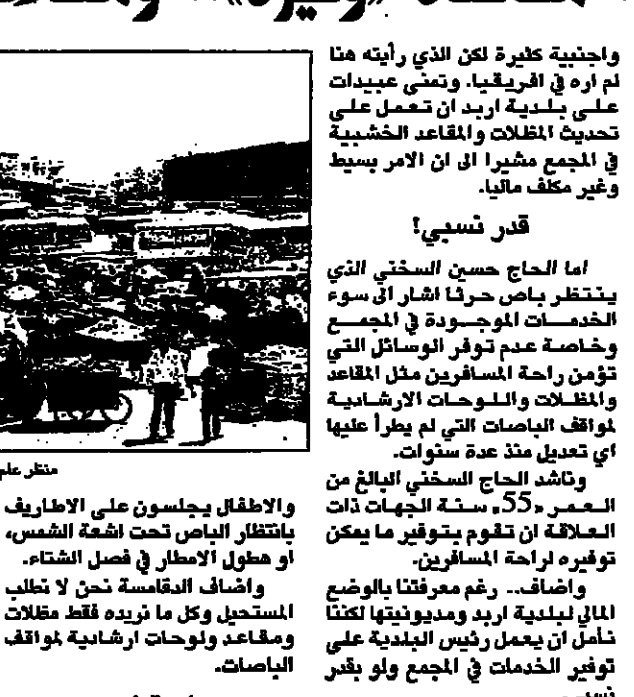 واجنبية كثيرة لكن الذي رأيته هنا
لم اره في افريقيا. وتمنى عبيدات
على بلدية اربد ان تعمل على
تحديث المظلات والمقاعد الخشبية
في المجمع مشيرا الى ان الامر بسيط
وغير مكلف ماليا.
قدر نسبي!
اما الحاج حسين السخني الذي
ينتظر باص حرثا اشار الى سوء
الخدمات الموجودة في المجمع
وخاصة عدم توفر الوسائل التي
تؤمن راحة المسافرين مثل المقاعد
والمظلات واللوحات الارشادية
لمواقف الباصات التي لم يطرأ عليها
اي تعديل منذ عدة سنوات.
وناشد الحاج السخني البالغ من
العمر «55» سنة الجهات ذات
العلاقة ان تقوم بتوفير ما يمكن
توفيره لراحة المسافرين.
واضاف.. رغم معرفتنا بالوضع
المالي لبلدية اربد ومديونيتها لكننا
نأمل ان يعمل رئيس البلدية على
توفير الخدمات في المجمع ولو بقدر
منظر عام
والاطفال يجلسون على الاطاريف
بانتظار الباص تحت اشعة الشمس،
او هطول الامطار في فصل الشتاء.
واضاف الدقامسة نحن لا نطلب
المستحيل وكل ما نريده فقط مظلات
ومقاعد ولوحات ارشادية لمواقف
الباصات.